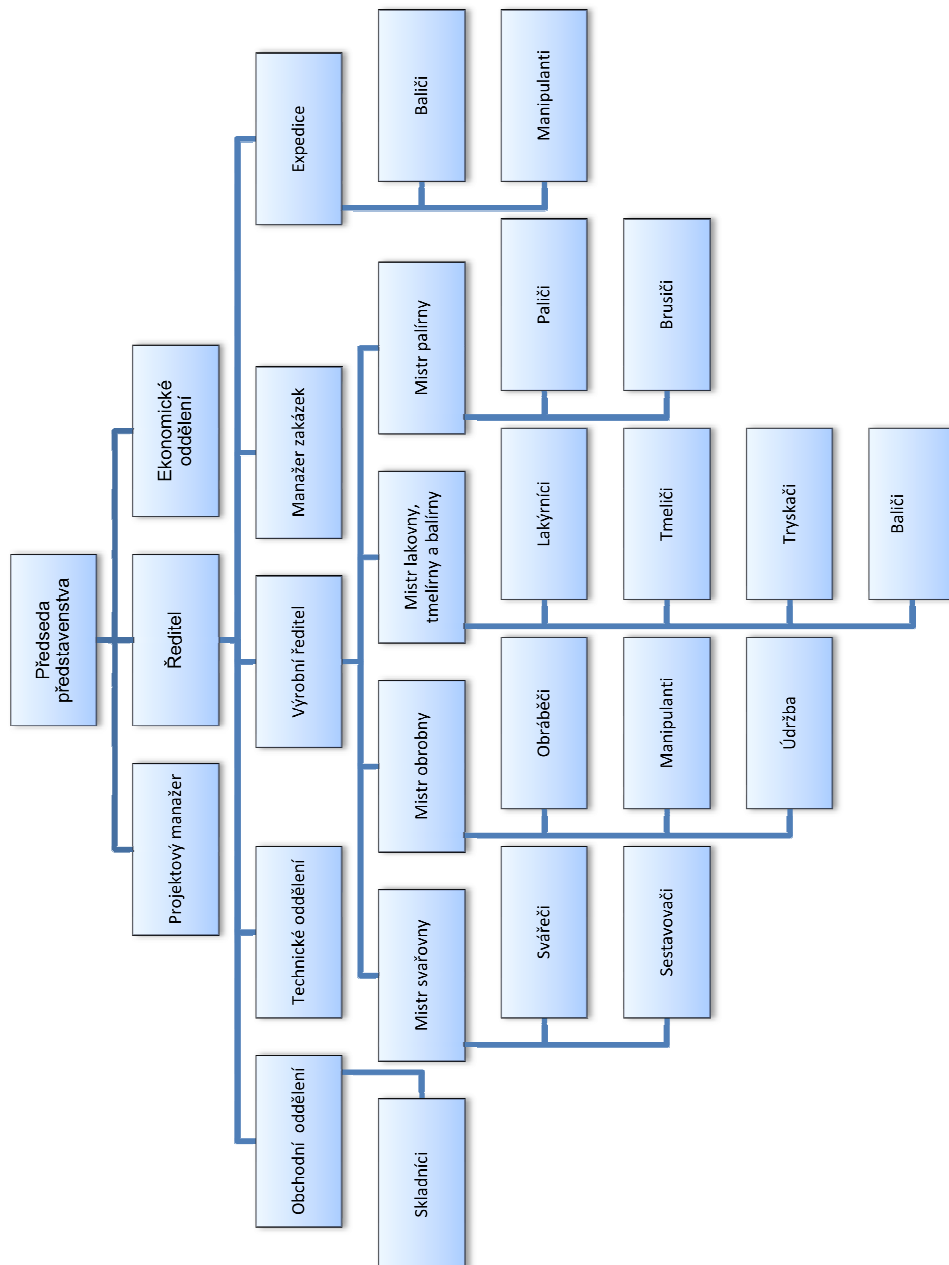 Předseda
představenstva
Projektový manažer
Ředitel
Ekonomické
oddělení
Obchodní oddělení
Technické oddělení
Výrobní ředitel
Manažer zakázek
Expedice
Skladníci
Mistr svařovny
Mistr obrobny
Mistr lakovny,
tmelírny a balírny
Mistr palírny
Baliči
Svářeči
Obráběči
Lakýrníci
Paliči
Manipulanti
Sestavovači
Manipulanti
Tmeliči
Brusiči
Údržba
Tryskači
Baliči